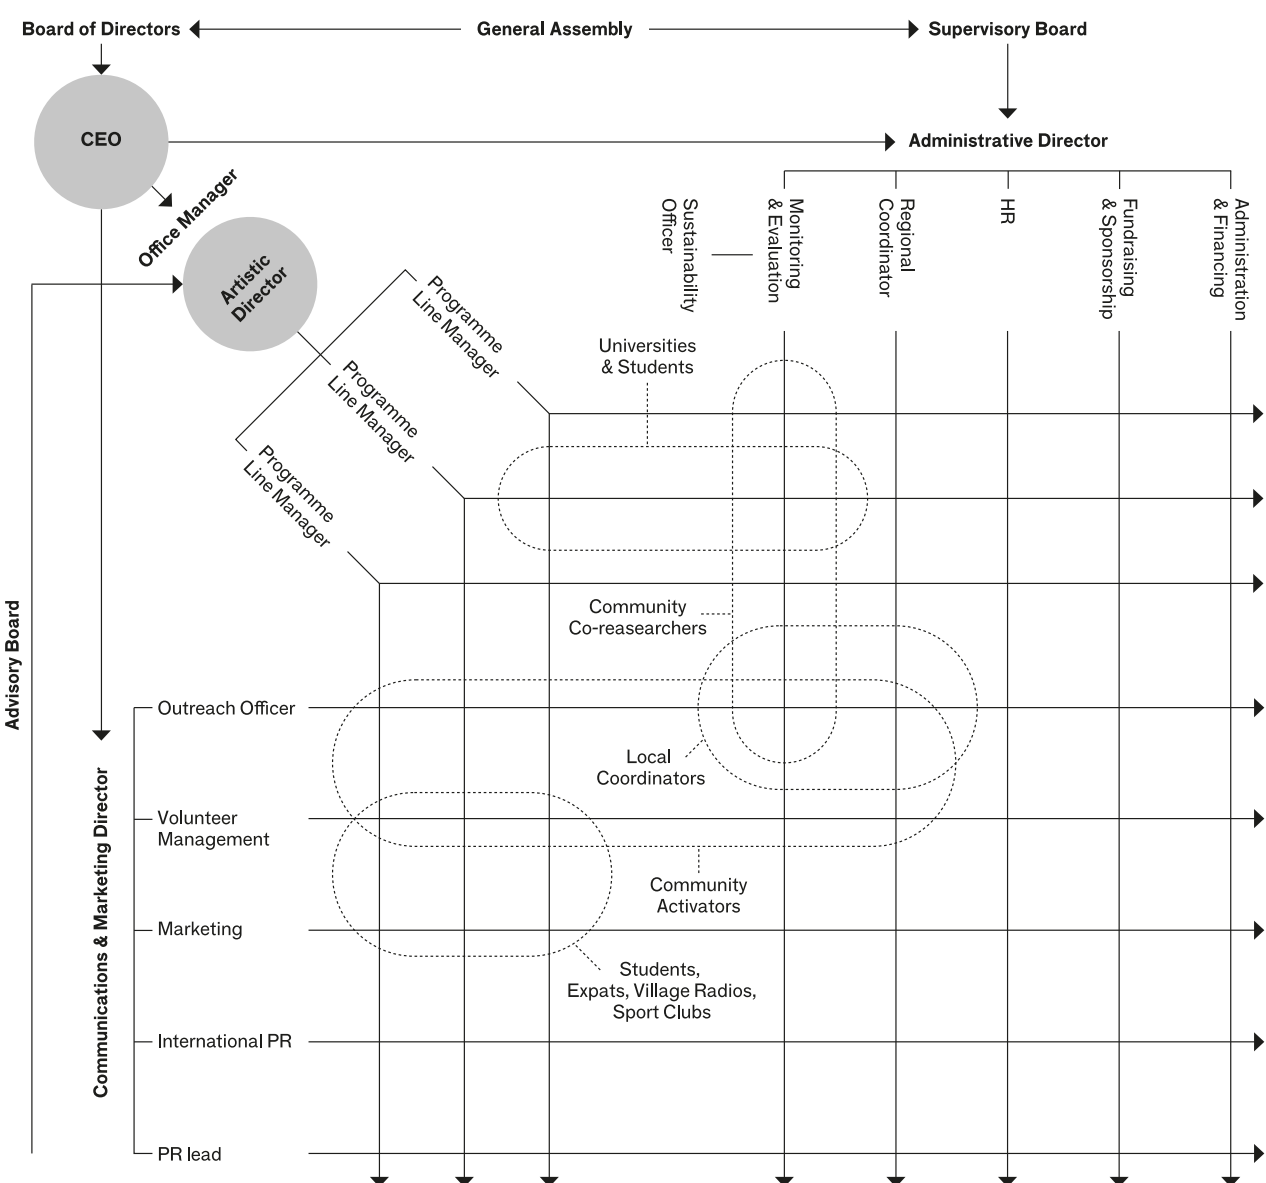 Board of Directors
General Assembly
Supervisory Board
CEO
Administrative Director
Office Manager
Artistic
Director
Sustainability
Officer
Monitoring
& Evaluation
Regional
Coordinator
HR
Fundraising
& Sponsorship
Administration
& Financing
Programme
Line Manager
Programme
Line Manager
Programme
Line Manager
Universities
& Students
Community
Co-reasearchers
Advisory Board
Communications & Marketing Director
Outreach Officer
Local
Coordinators
Volunteer
Management
Community
Activators
Marketing
Students,
Expats, Village Radios,
Sport Clubs
International PR
PR lead